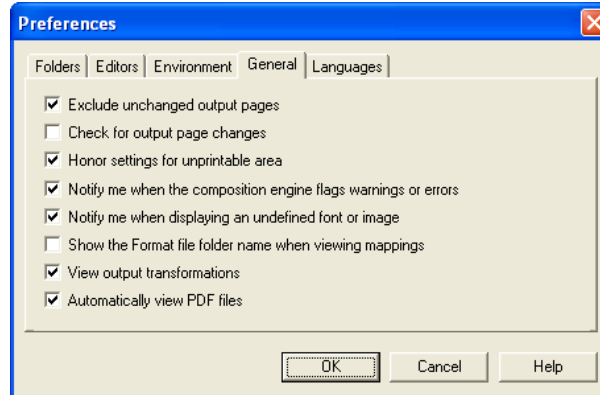 Preferences
Folders Editors Environment General Languages
Exclude unchanged output pages
Check for output page changes
Honor settings for unprintable area
Notify me when the composition engine flags warnings or errors
Notify me when displaying an undefined font or image
Show the Format file folder name when viewing mappings
View output transformations
Automatically view PDF files
OK Cancel Help